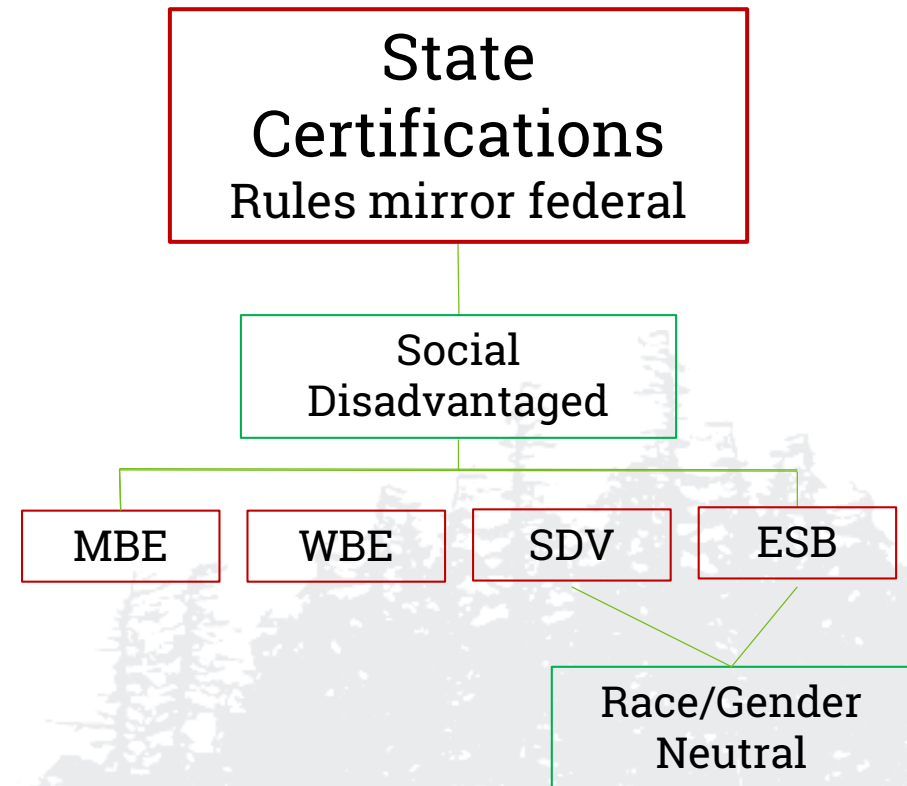 State
Certifications
Rules mirror federal
Social
Disadvantaged
MBE
WBE
SDV
ESB
Race/Gender
Neutral